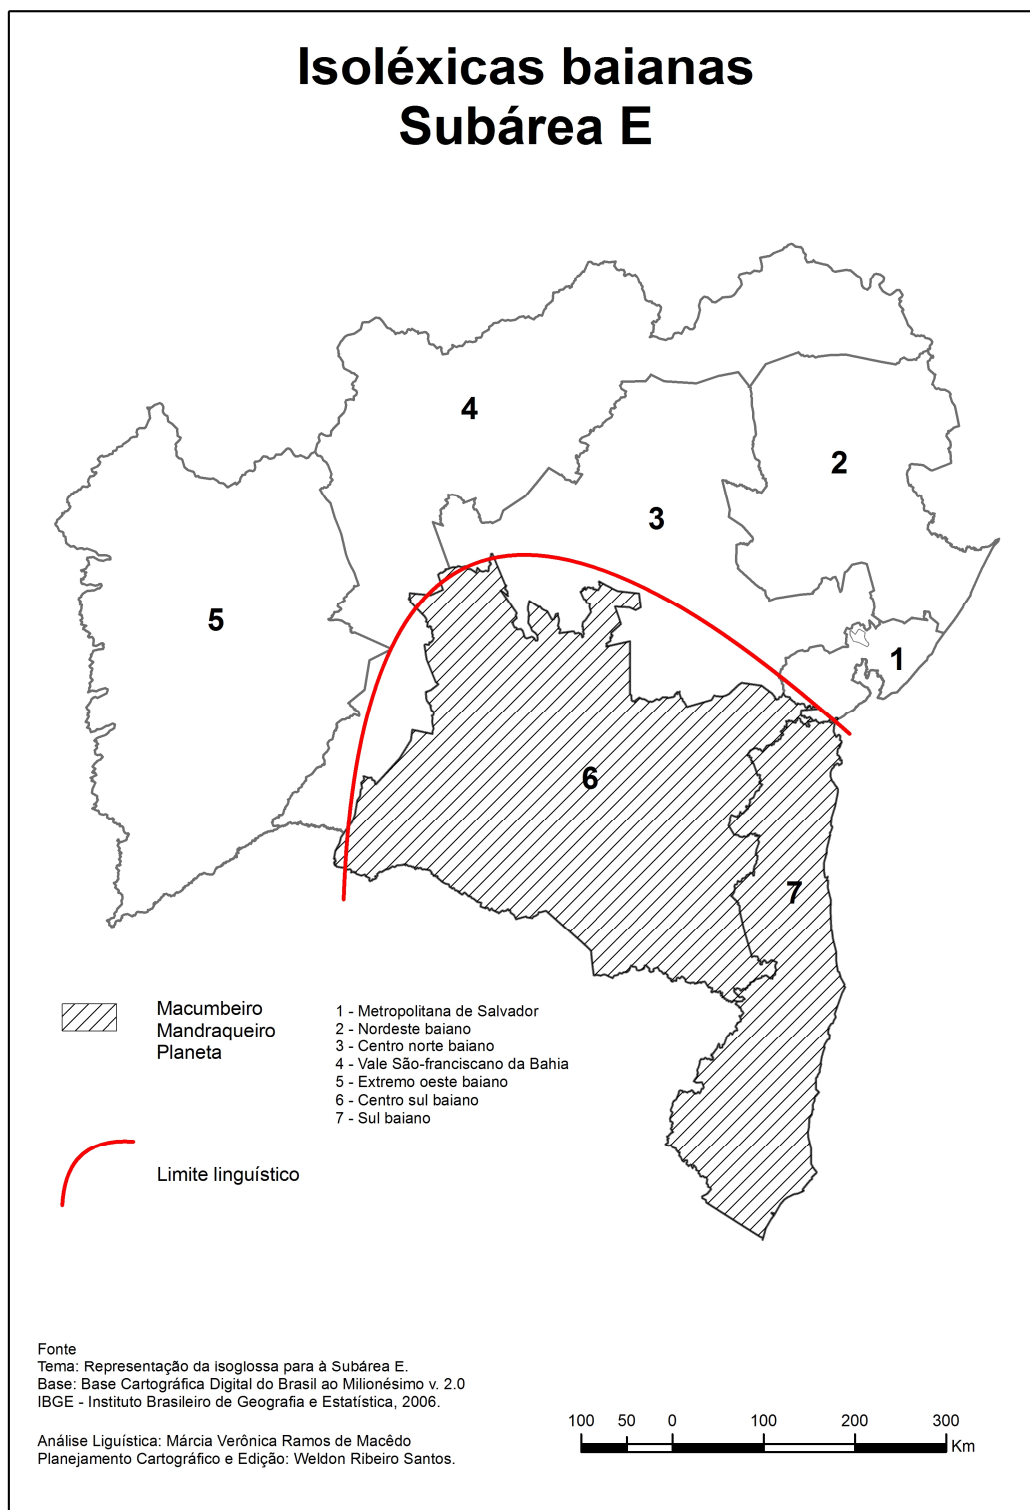 Isoléxicas baianas
Subárea E
4
2
3
5
1
6
7
Macumbeiro
Mandraqueiro
Planeta
1 - Metropolitana de Salvador
2 - Nordeste baiano
3 - Centro norte baiano
4 - Vale São-franciscano da Bahia
5 - Extremo oeste baiano
6 - Centro sul baiano
7 - Sul baiano
Limite linguístico
Fonte
Tema: Representação da isoglossa para à Subárea E.
Base: Base Cartográfica Digital do Brasil ao Milionésimo v. 2.0
IBGE - Instituto Brasileiro de Geografia e Estatística, 2006.
Análise Liguística: Márcia Verônica Ramos de Macêdo
Planejamento Cartográfico e Edição: Weldon Ribeiro Santos.
100 50 0 100 200 300
Km